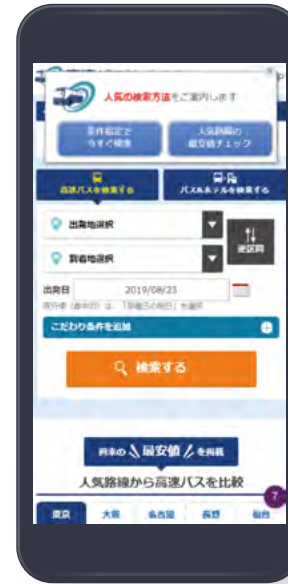 人気の検索方法をご案内します
条件指定で
今すぐ検索
人気路線の
最安値チェック
高速バスを検索する
バス&ホテルを検索する
出発地選択
到着地選択
逆区間
出発日
2019/08/23
こだわり条件を追加
検索する
最安値
人気路線から高速バスを比較
7
東京
大阪
名古屋
長野
仙台